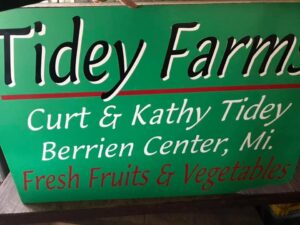 Tidey Farms
Curt & Kathy Tidey
Berrien Center, Mi.
Fresh Fruits & Vegetables